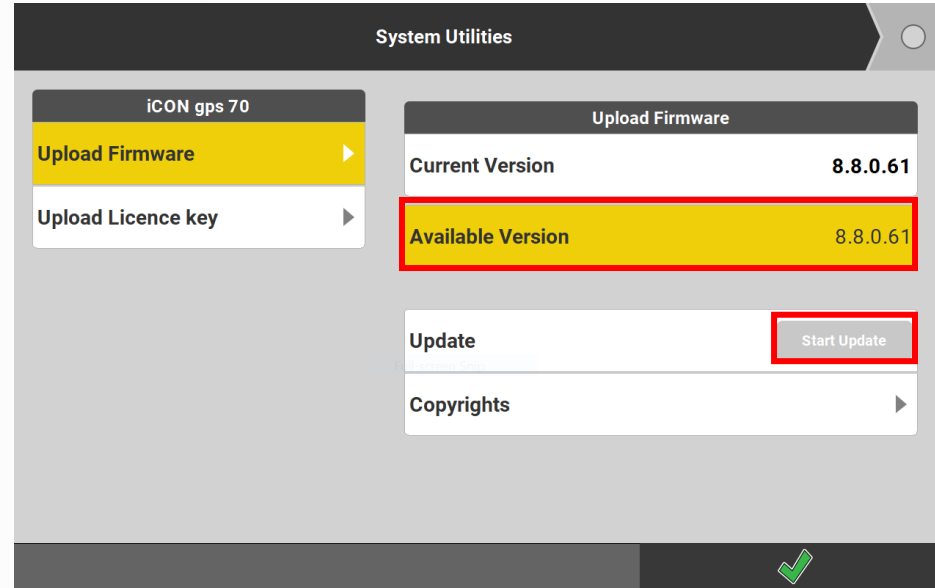 System Utilities
iCON gps 70
Upload Firmware
Upload Licence key
Upload Firmware
Current Version 8.8.0.61
Available Version 8.8.0.61
Update Start Update
Copyrights